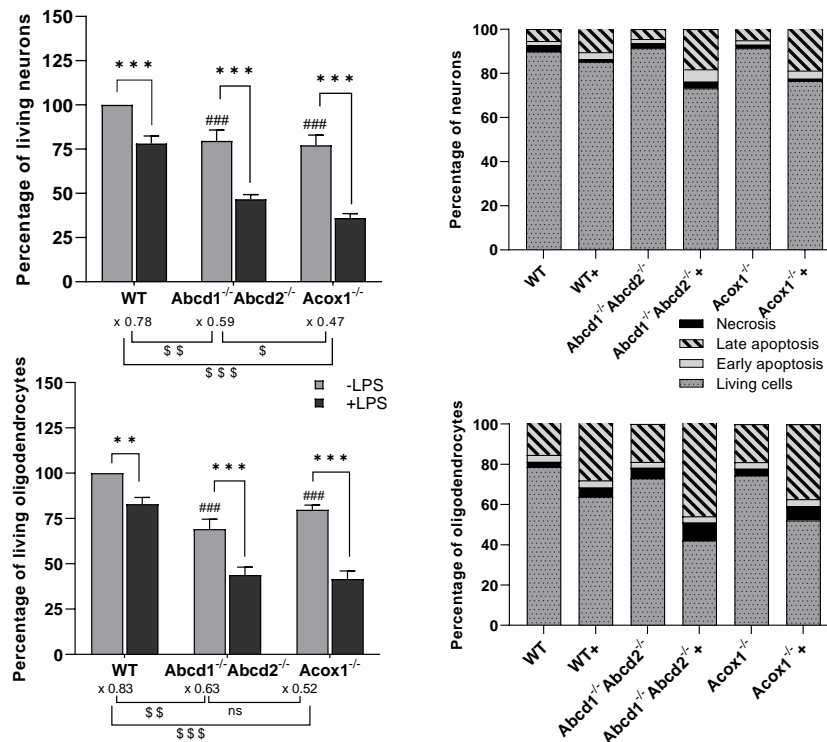 150
125
100
75
50
25
0
Percentage of living neurons
* * *
* * *
* * *
###
###
WT
Abcd1-/-Abcd2-/-
Acox1-/-
x 0.78
x 0.59
x 0.47
$ $
$
$ $ $
100
80
60
40
20
0
Percentage of neurons
WT
WT+
Abcd1-/- Abcd2-/-
Abcd1-/- Abcd2-/- +
Acox1-/-
Acox1-/- +
Necrosis
Late apoptosis
Early apoptosis
Living cells
150
125
100
75
50
25
0
Percentage of living oligodendrocytes
-LPS
+LPS
* *
* * *
* * *
###
###
WT
Abcd1-/-Abcd2-/-
Acox1-/-
x 0.83
x 0.63
x 0.52
$ $
ns
$ $ $
100
80
60
40
20
0
Percentage of oligodendrocytes
WT
WT+
Abcd1-/- Abcd2-/-
Abcd1-/- Abcd2-/- +
Acox1-/-
Acox1-/- +